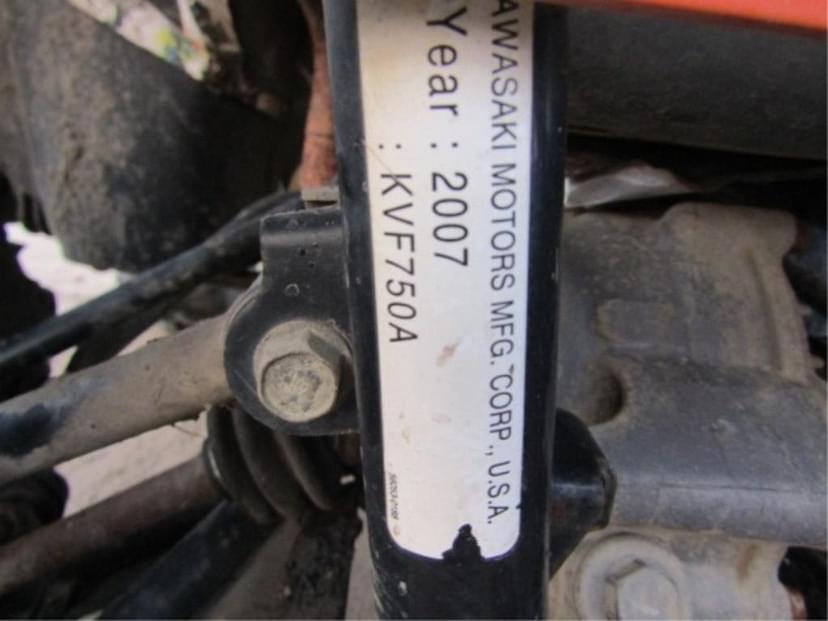 AWASAKI MOTORS MFG. CORP., U.S.A.
Year : 2007
: KVF750A